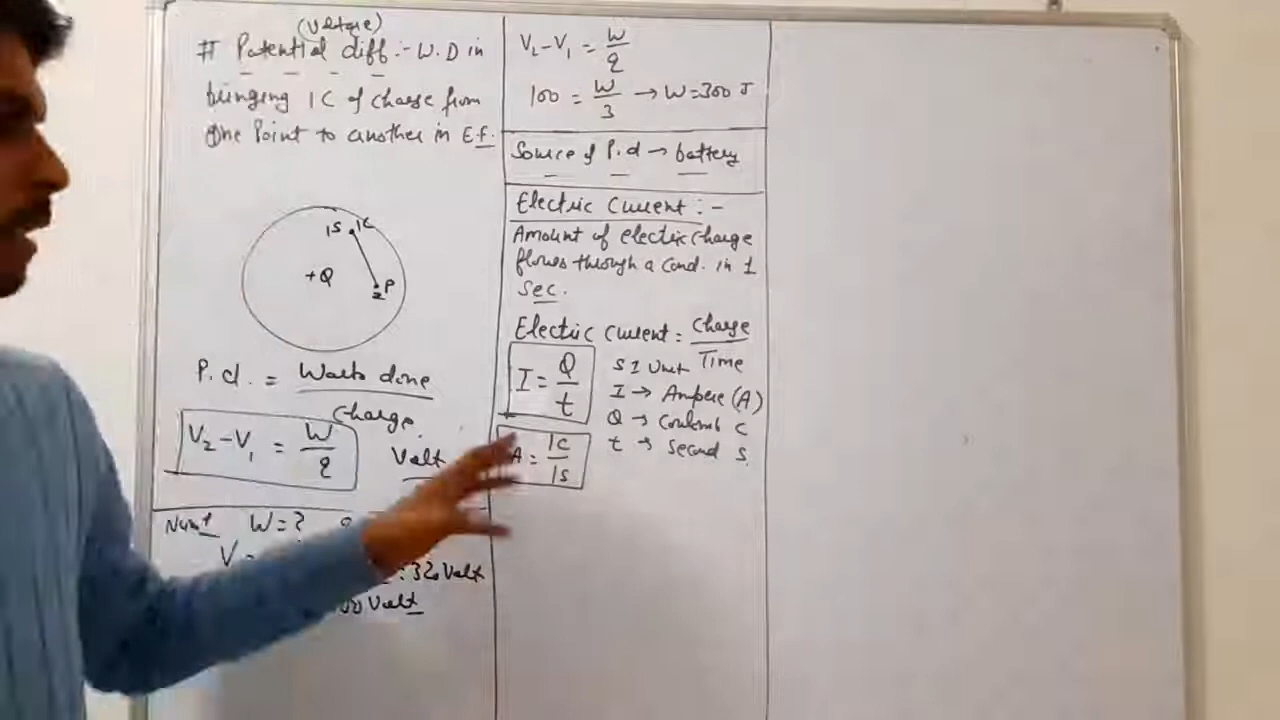 (Voltage)
# Potential diff :- W.D in
bringing 1C of charge from
One Point to another in E.f.
1S 1C
+Q
P
2
P.d. = Work done
Charge
V₂-V₁ = W
q
Volt
Num
W=?
V
320 Volt
Volt
V₂-V₁ = W
q
100 = W → W=300 J
3
Source of P.d → battery
Electric Current :-
Amount of electric charge
flows through a Cond. in 1
sec.
Electric Current = Charge
Time
I = Q
t
S I Unit
I → Ampere (A)
Q → Coulomb C
t → Second S.
A = 1C
1s